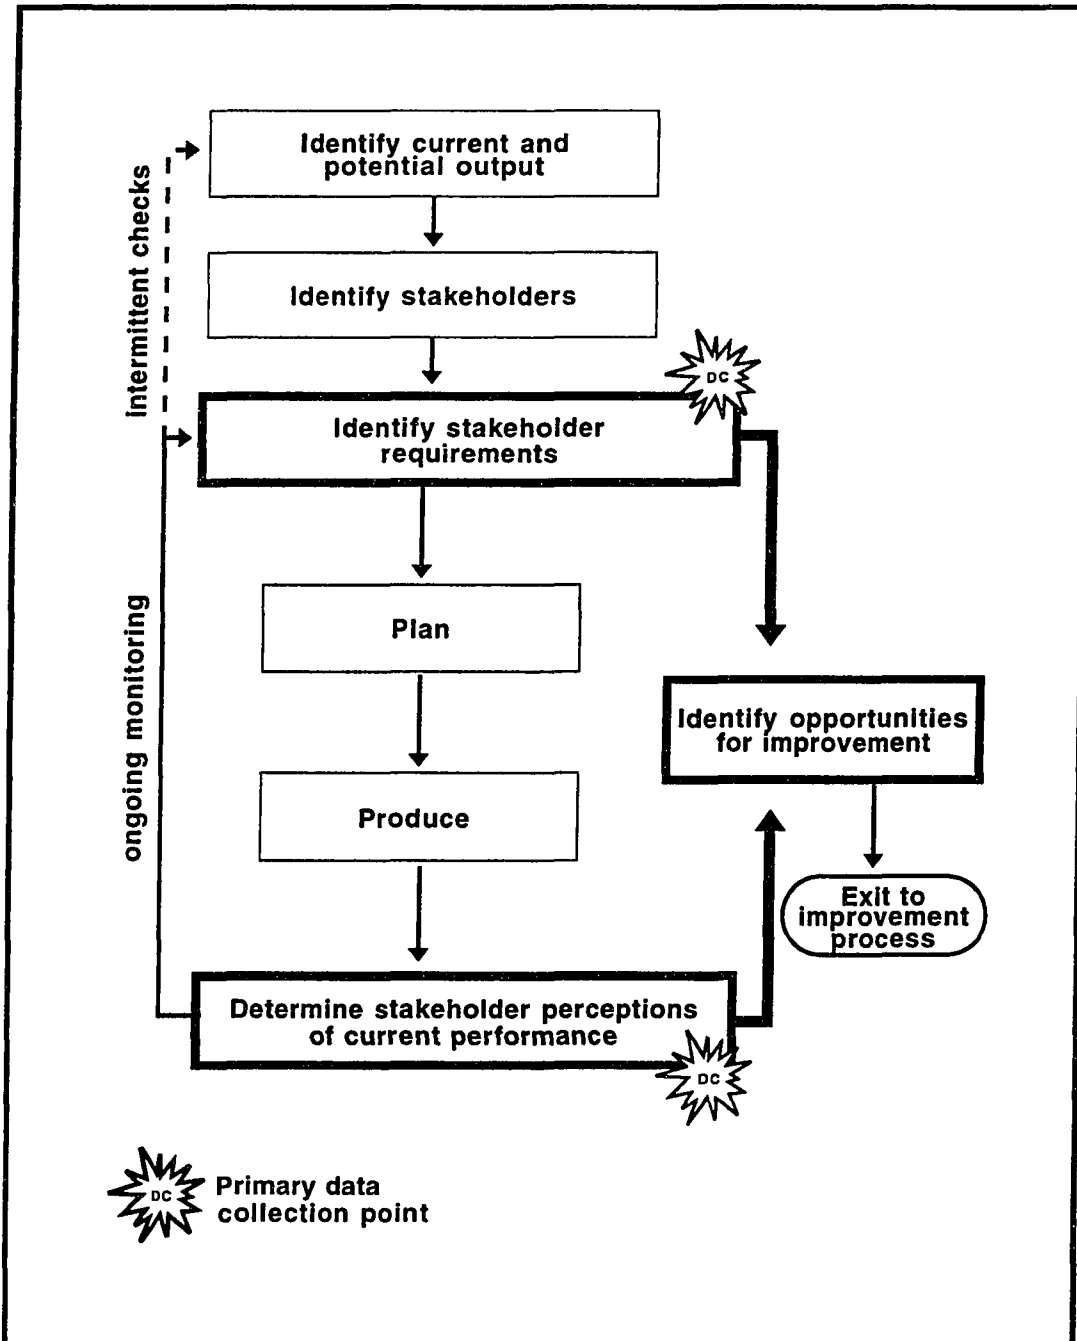 Identify current and
potential output
Identify stakeholders
DC
Identify stakeholder
requirements
Plan
Produce
Determine stakeholder perceptions
of current performance
DC
Identify opportunities
for improvement
Exit to
improvement
process
intermittent checks
ongoing monitoring
DC
Primary data
collection point